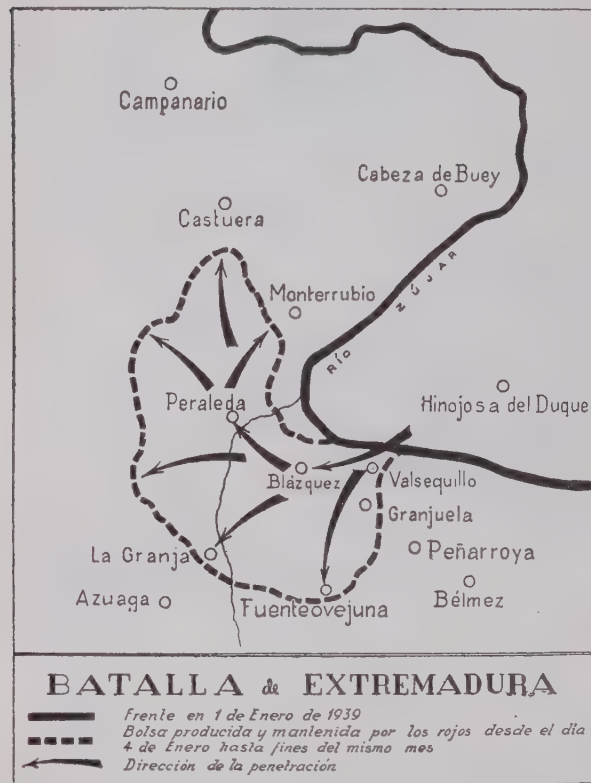 Campanario
Cabeza de Buey
Castuera
Monterrubio
RÍO ZÚJAR
Peraleda
Hinojosa del Duque
Blázquez
Valsequillo
Granjuela
La Granja
Peñarroya
Azuaga
Fuenteovejuna
Bélmez
BATALLA de EXTREMADURA
Frente en 1 de Enero de 1939
Bolsa producida y mantenida por los rojos desde el día
4 de Enero hasta fines del mismo mes
Dirección de la penetración